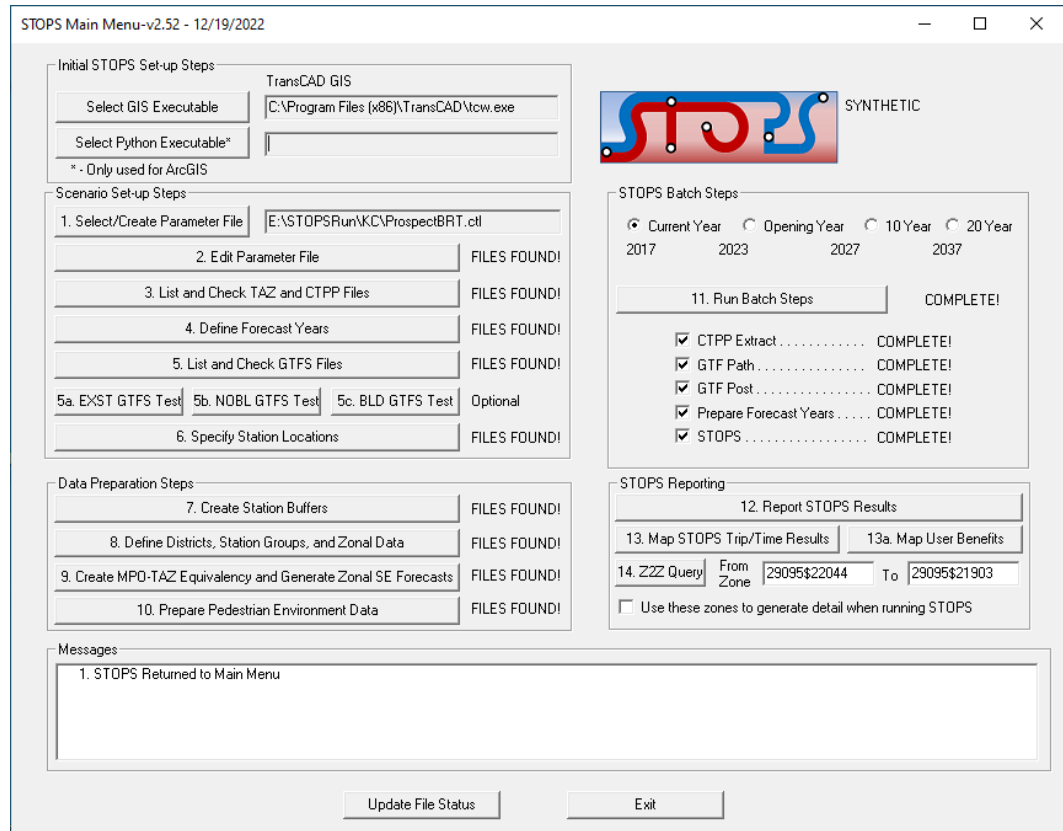 STOPS Main Menu-v2.52 - 12/19/2022
Initial STOPS Set-up Steps
TransCAD GIS
Select GIS Executable C:\Program Files (x86)\TransCAD\tcw.exe
Select Python Executable*
* - Only used for ArcGIS
STOPS SYNTHETIC
Scenario Set-up Steps
1. Select/Create Parameter File E:\STOPSRun\KC\ProspectBRT.ctl
2. Edit Parameter File FILES FOUND!
3. List and Check TAZ and CTPP Files FILES FOUND!
4. Define Forecast Years FILES FOUND!
5. List and Check GTFS Files FILES FOUND!
5a. EXST GTFS Test 5b. NOBL GTFS Test 5c. BLD GTFS Test Optional
6. Specify Station Locations FILES FOUND!
STOPS Batch Steps
Current Year Opening Year 10 Year 20 Year
2017 2023 2027 2037
11. Run Batch Steps COMPLETE!
CTPP Extract . . . . . . . . . . . . COMPLETE!
GTF Path . . . . . . . . . . . . . . . COMPLETE!
GTF Post . . . . . . . . . . . . . . . COMPLETE!
Prepare Forecast Years . . . . . COMPLETE!
STOPS . . . . . . . . . . . . . . . . . COMPLETE!
Data Preparation Steps
7. Create Station Buffers FILES FOUND!
8. Define Districts, Station Groups, and Zonal Data FILES FOUND!
9. Create MPO-TAZ Equivalency and Generate Zonal SE Forecasts FILES FOUND!
10. Prepare Pedestrian Environment Data FILES FOUND!
STOPS Reporting
12. Report STOPS Results
13. Map STOPS Trip/Time Results 13a. Map User Benefits
14. Z2Z Query From Zone 29095$22044 To 29095$21903
Use these zones to generate detail when running STOPS
Messages
1. STOPS Returned to Main Menu
Update File Status Exit